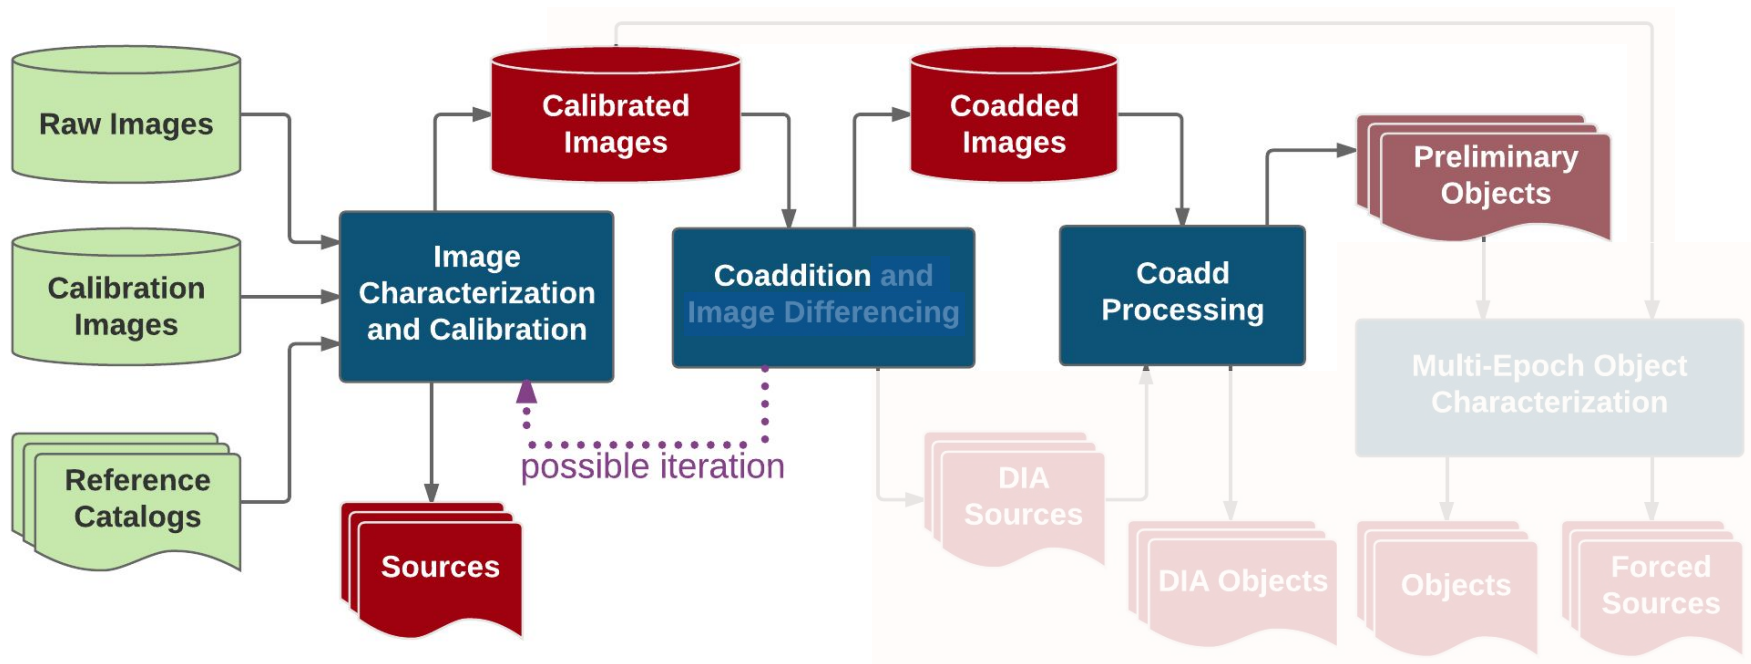 Raw Images
Calibration
Images
Reference
Catalogs
Image
Characterization
and Calibration
Sources
Calibrated
Images
Coaddition and
Image Differencing
possible iteration
Coadded
Images
Coadd
Processing
DIA
Sources
DIA Objects
Preliminary
Objects
Multi-Epoch Object
Characterization
Objects
Forced
Sources